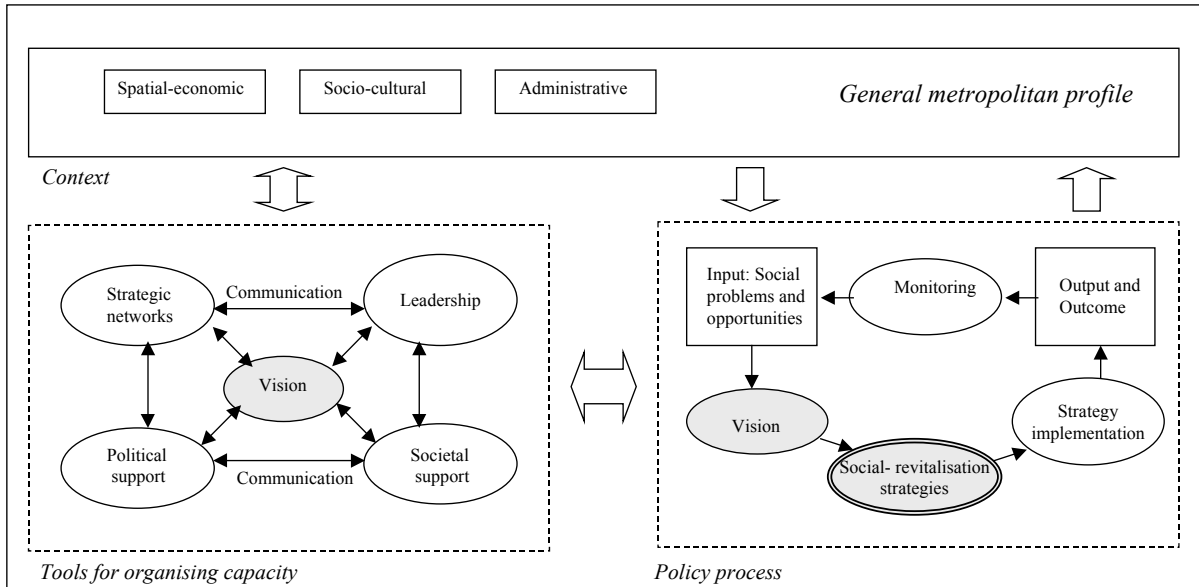 Spatial-economic
Socio-cultural
Administrative
General metropolitan profile
Context
Strategic
networks
Communication
Leadership
Vision
Political
support
Communication
Societal
support
Tools for organising capacity
Input: Social
problems and
opportunities
Monitoring
Output and
Outcome
Vision
Social- revitalisation
strategies
Strategy
implementation
Policy process